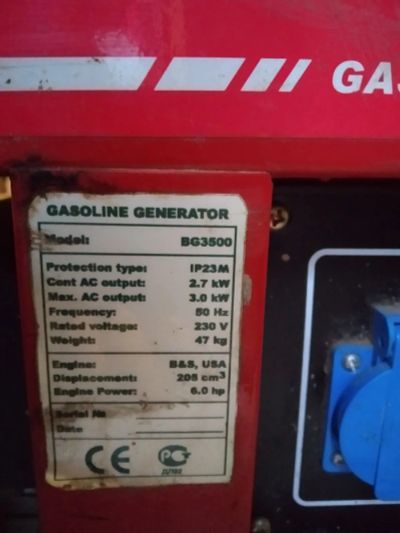 GAS
GASOLINE GENERATOR
Model: BG3500
Protection type: IP23M
Cont AC output: 2.7 kW
Max. AC output: 3.0 kW
Frequency: 50 Hz
Rated voltage: 230 V
Weight: 47 kg
Engine: B&S, USA
Displacement: 205 cm³
Engine Power: 6.0 hp
Serial №
Date
CE